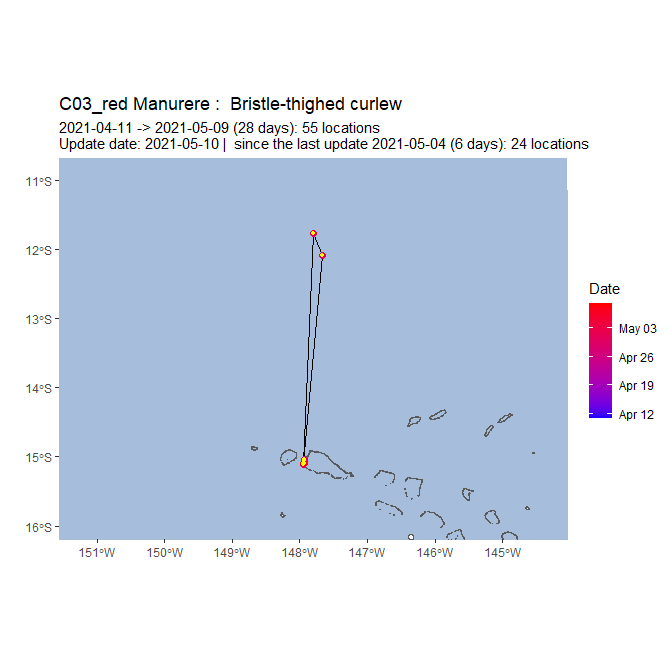 C03_red Manurere :  Bristle-thighed curlew
2021-04-11 -> 2021-05-09 (28 days): 55 locations
Update date: 2021-05-10 |  since the last update 2021-05-04 (6 days): 24 locations
11°S
12°S
13°S
14°S
15°S
16°S
151°W
150°W
149°W
148°W
147°W
146°W
145°W
Date
May 03
Apr 26
Apr 19
Apr 12